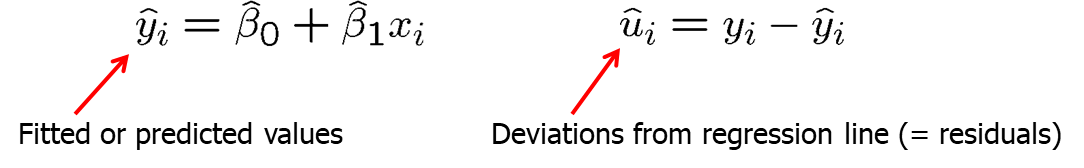 ŷᵢ = β̂₀ + β̂₁xᵢ ûᵢ = yᵢ − ŷᵢ
Fitted or predicted values Deviations from regression line (= residuals)